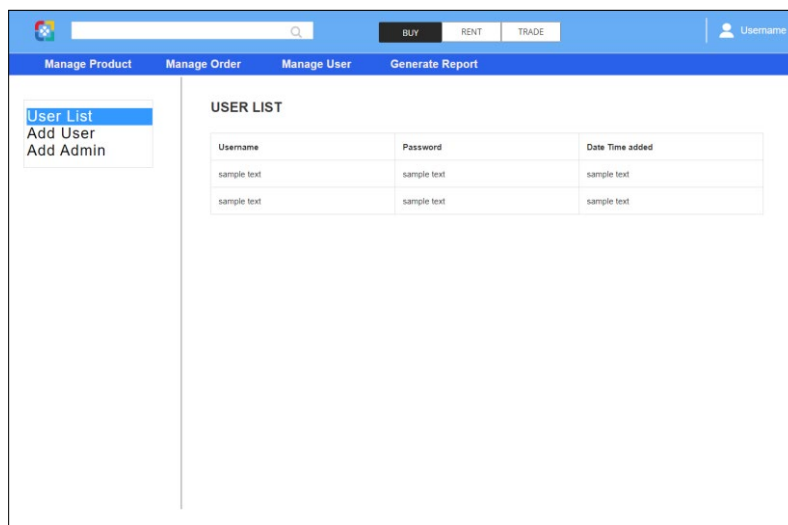 BUY RENT TRADE Username
Manage Product Manage Order Manage User Generate Report
User List
Add User
Add Admin
USER LIST
Username Password Date Time added
sample text sample text sample text
sample text sample text sample text